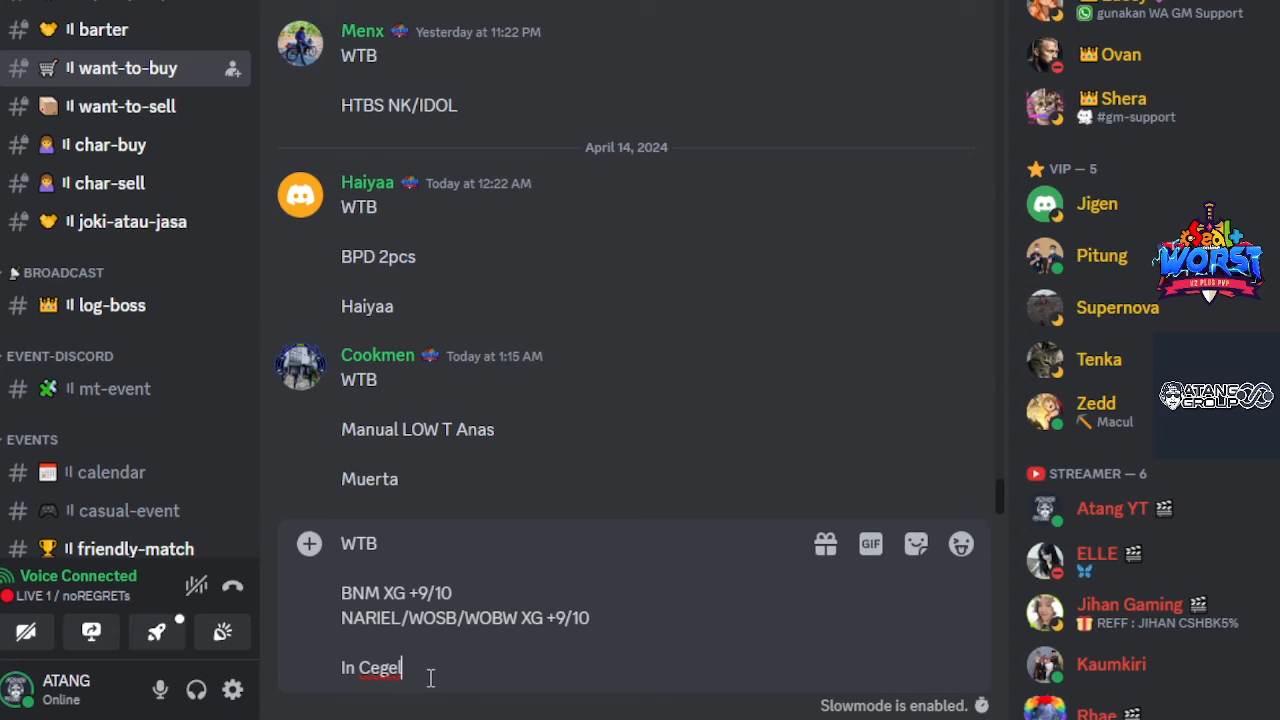 barter
want-to-buy
want-to-sell
char-buy
char-sell
joki-atau-jasa
BROADCAST
log-boss
EVENT-DISCORD
mt-event
EVENTS
calendar
casual-event
friendly-match
Voice Connected
LIVE 1 / noREGRETs
ATANG
Online
Menx Yesterday at 11:22 PM
WTB
HTBS NK/IDOL
April 14, 2024
Haiyaa Today at 12:22 AM
WTB
BPD 2pcs
Haiyaa
Cookmen Today at 1:15 AM
WTB
Manual LOW T Anas
Muerta
WTB
GIF
BNM XG +9/10
NARIEL/WOSB/WOBW XG +9/10
In Cegel
Slowmode is enabled.
gunakan WA GM Support
Ovan
Shera
#gm-support
VIP — 5
Jigen
Pitung
Supernova
Tenka
Zedd
Macul
STREAMER — 6
Atang YT
ELLE
Jihan Gaming
REFF : JIHAN CSHBK5%
Kaumkiri
Rhae
Seal+
WORST
V2 PLUS PVP
ATANG
GROUP